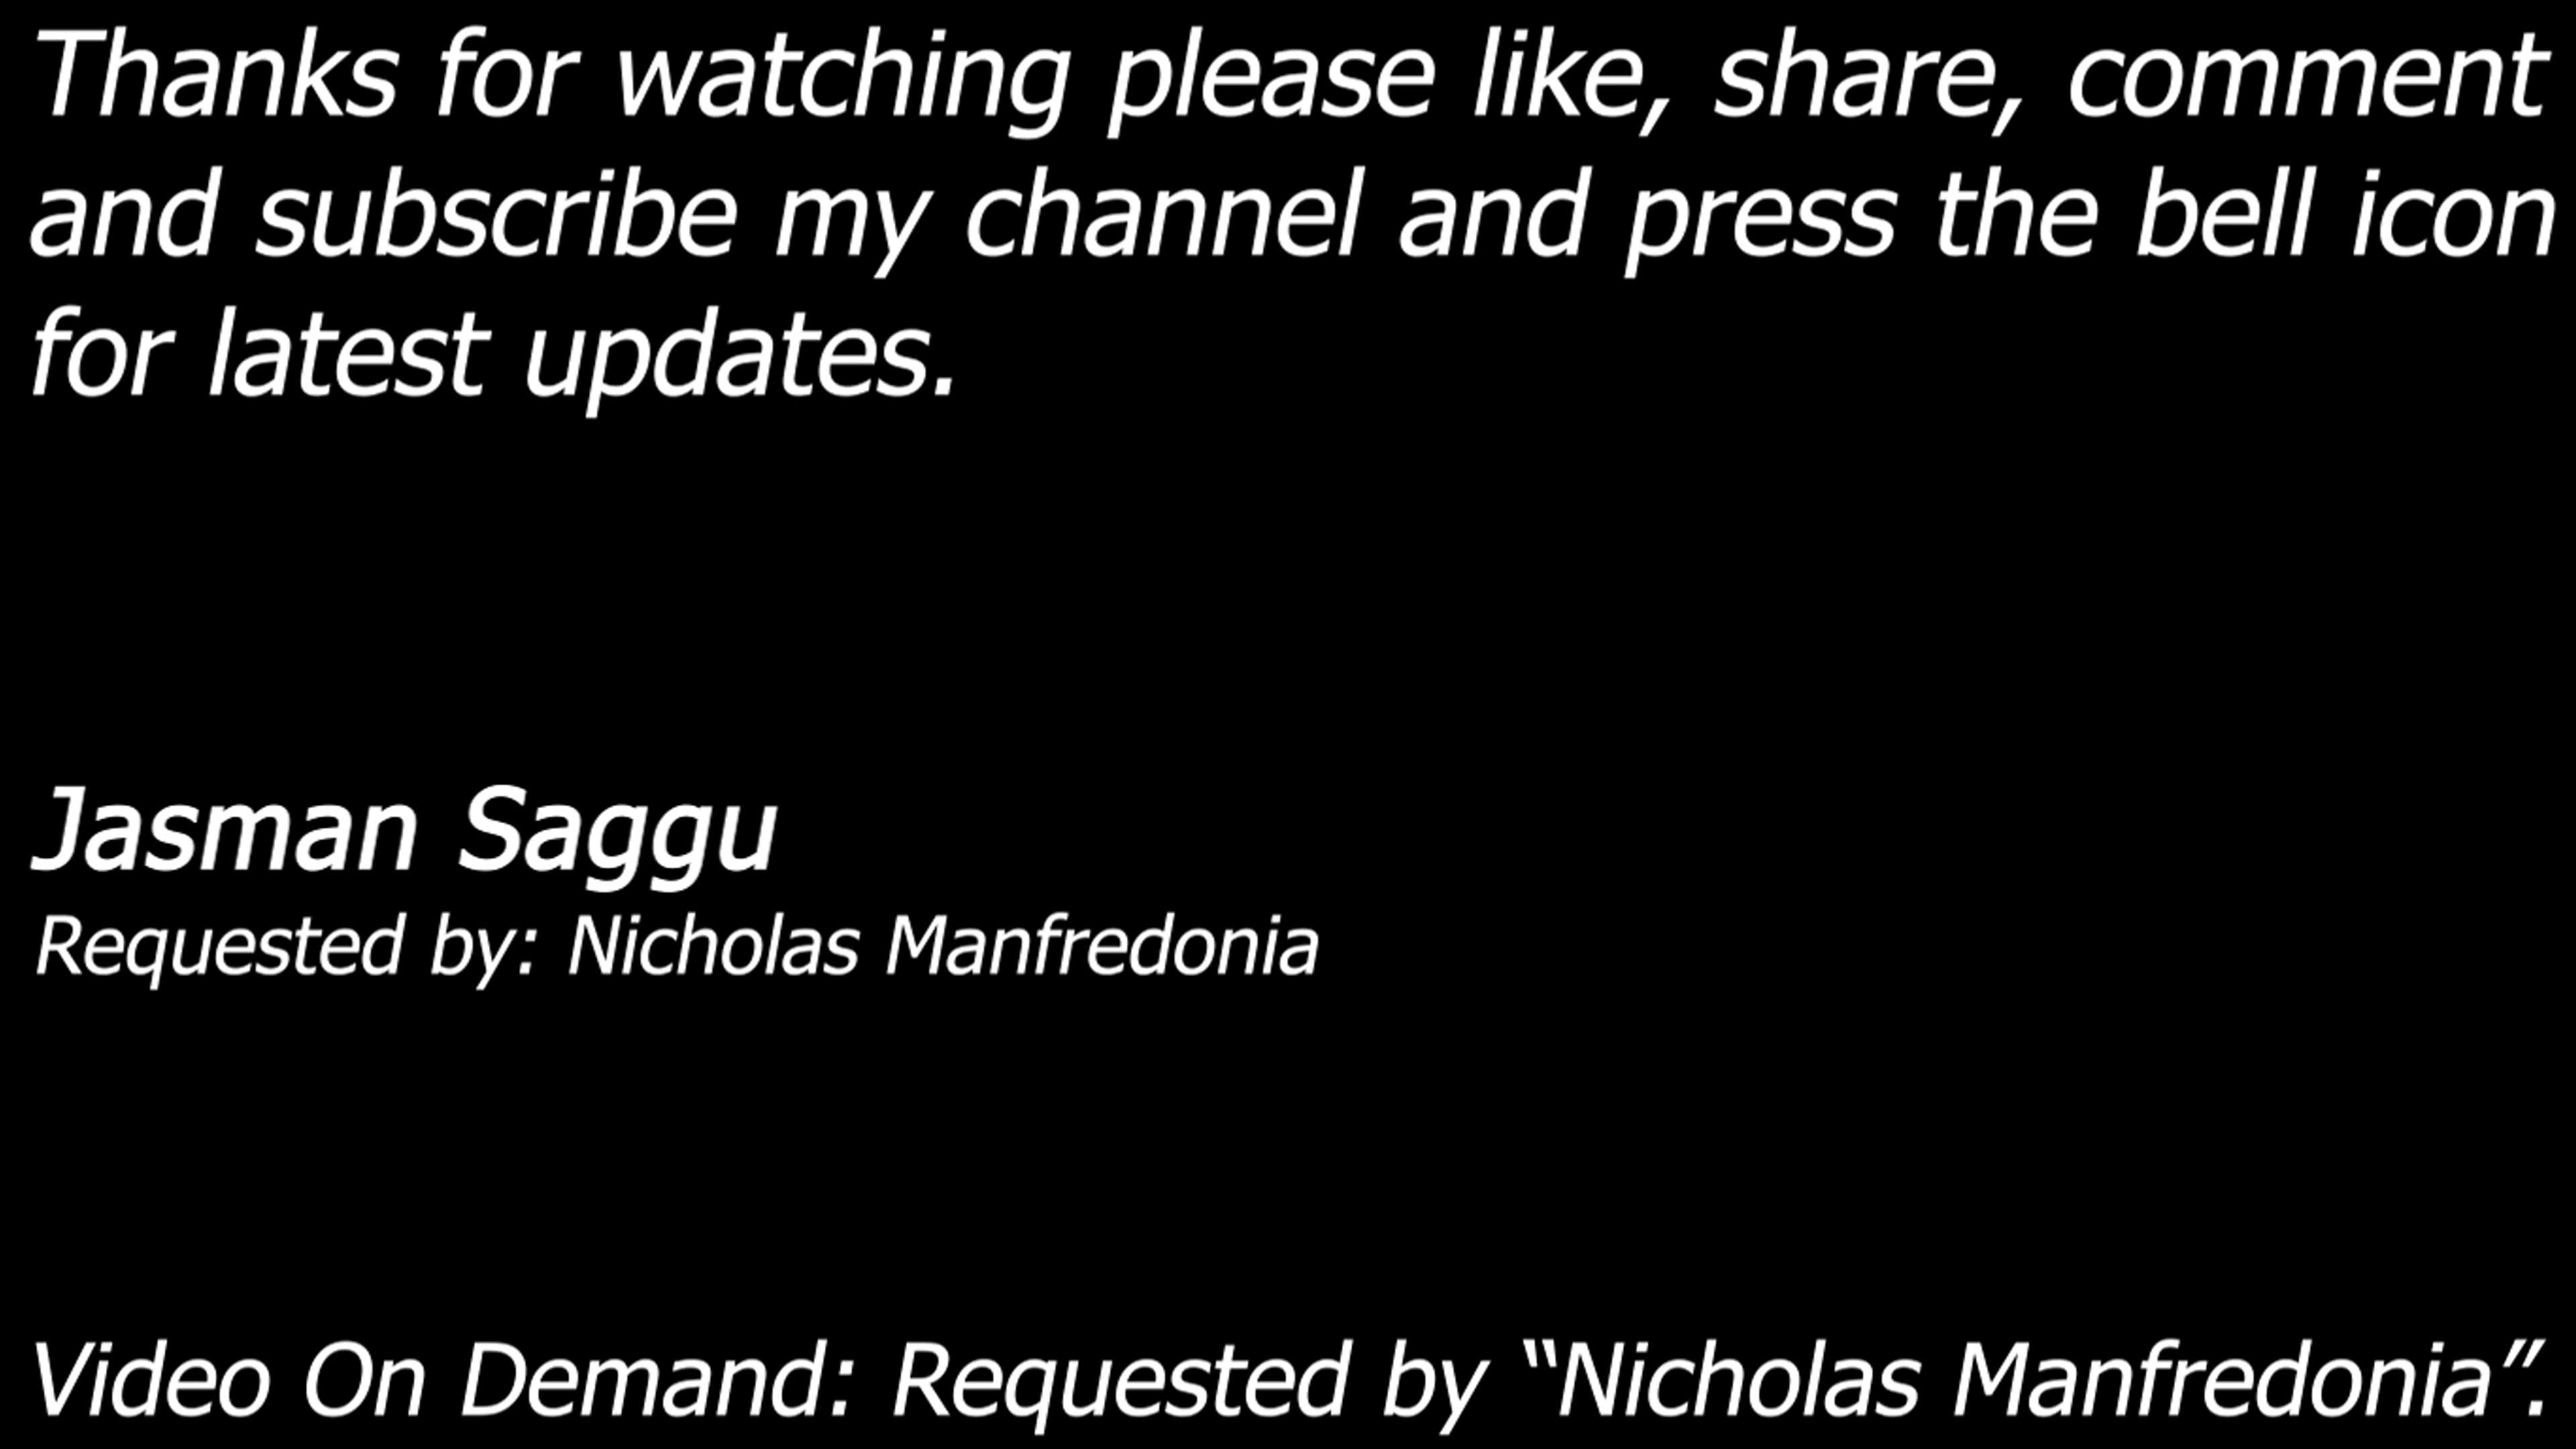 Thanks for watching please like, share, comment
and subscribe my channel and press the bell icon
for latest updates.
Jasman Saggu
Requested by: Nicholas Manfredonia
Video On Demand: Requested by “Nicholas Manfredonia”.